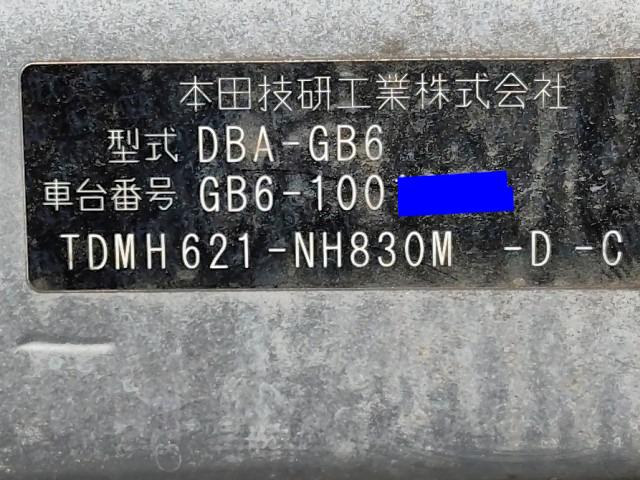 本田技研工業株式会社
型式 DBA-GB6
車台番号 GB6-100
TDMH621-NH830M -D -C